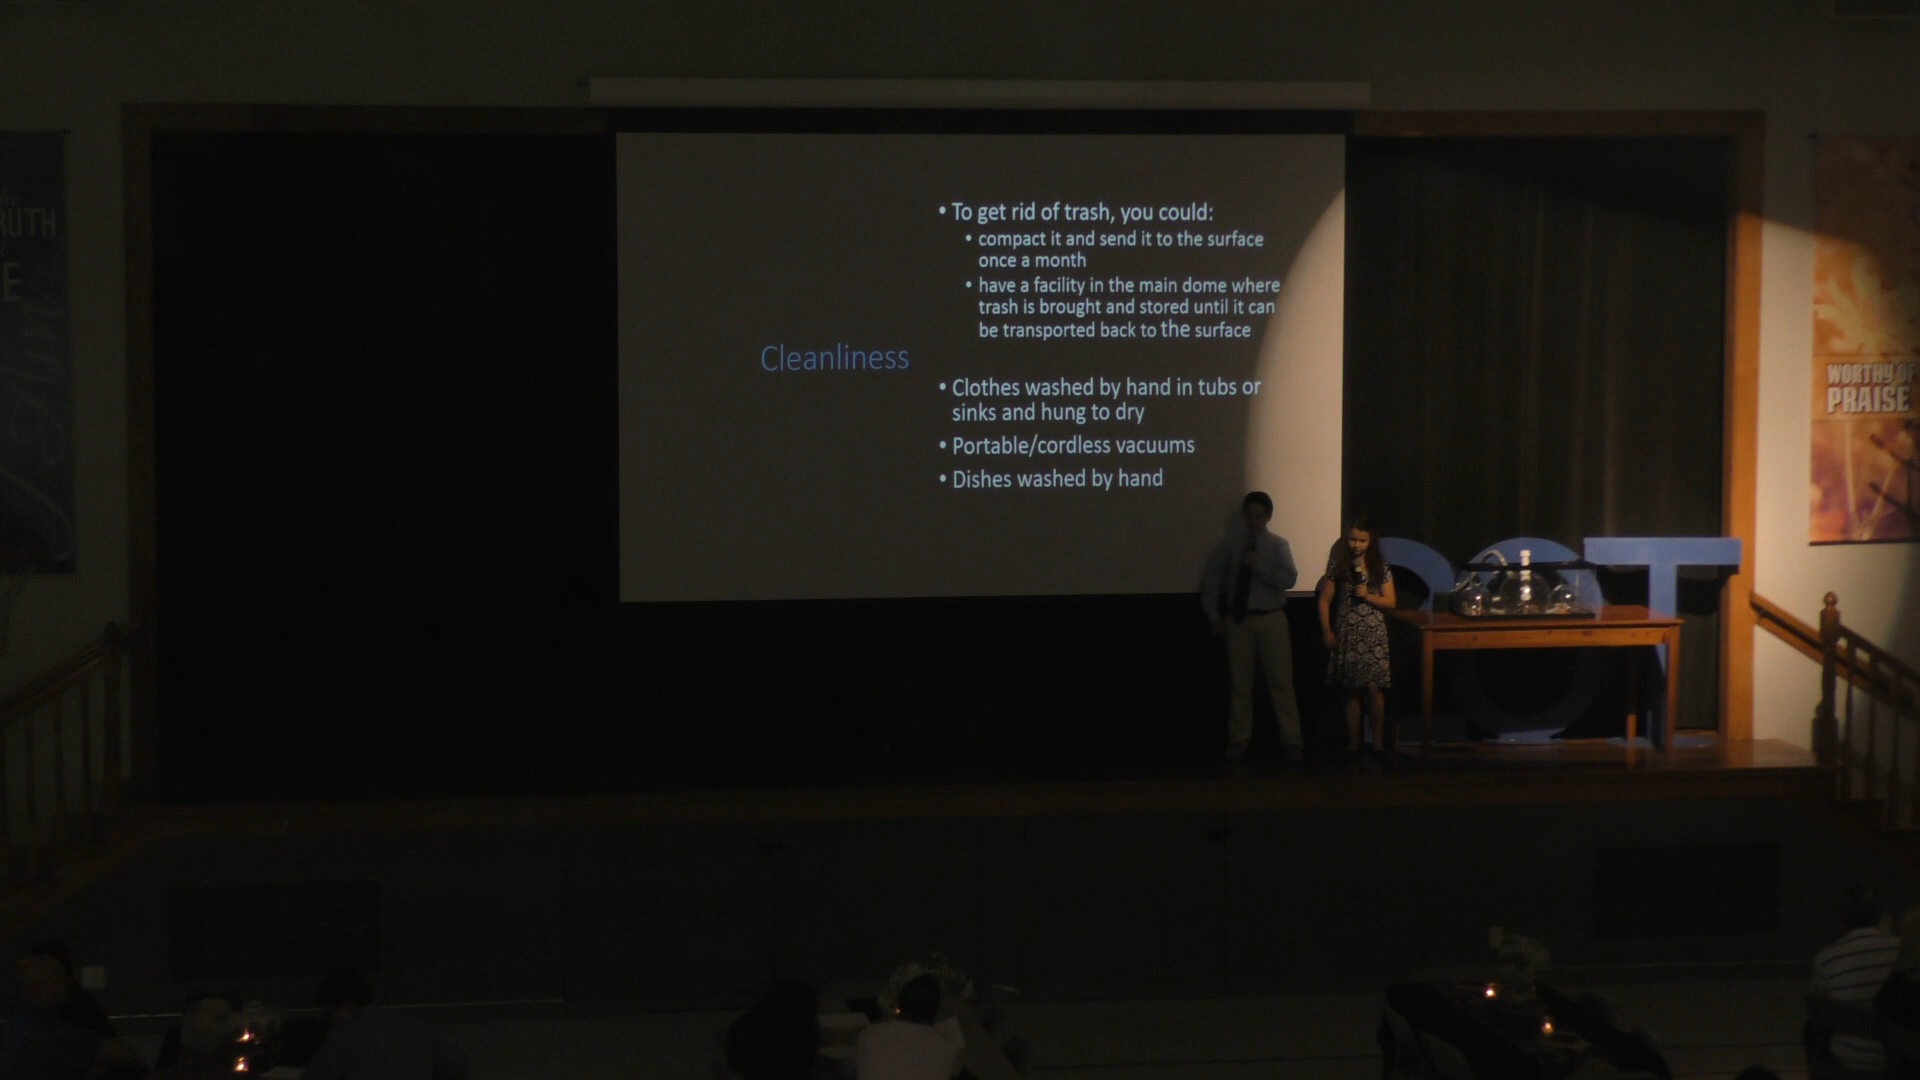 RUTH
E
Cleanliness
• To get rid of trash, you could:
• compact it and send it to the surface
once a month
• have a facility in the main dome where
trash is brought and stored until it can
be transported back to the surface
• Clothes washed by hand in tubs or
sinks and hung to dry
• Portable/cordless vacuums
• Dishes washed by hand
WORTHY OF
PRAISE
T